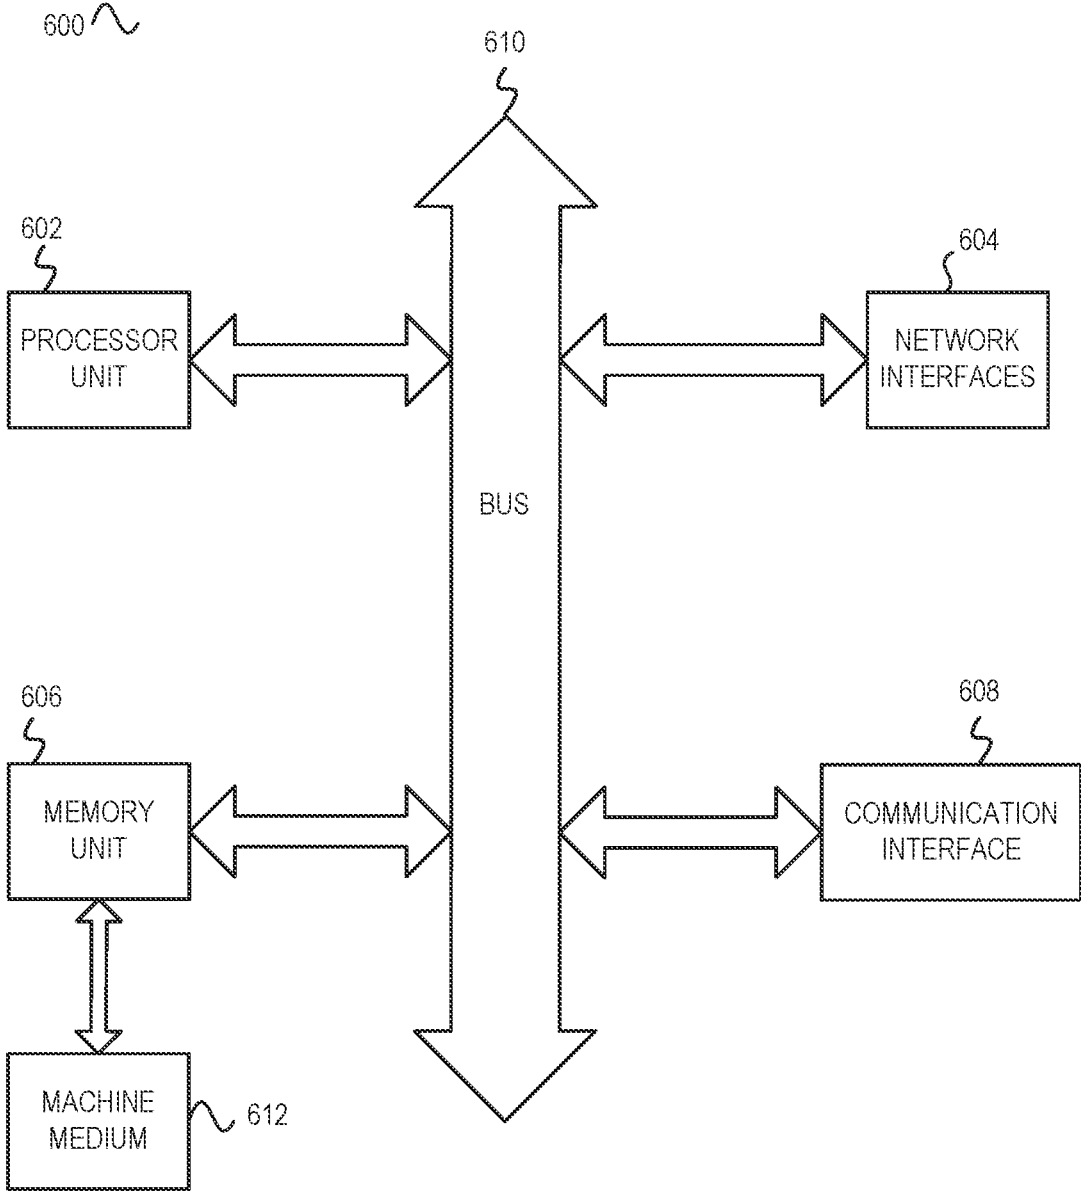 600
610
602
604
PROCESSOR
UNIT
NETWORK
INTERFACES
BUS
606
608
MEMORY
UNIT
COMMUNICATION
INTERFACE
MACHINE
MEDIUM
612